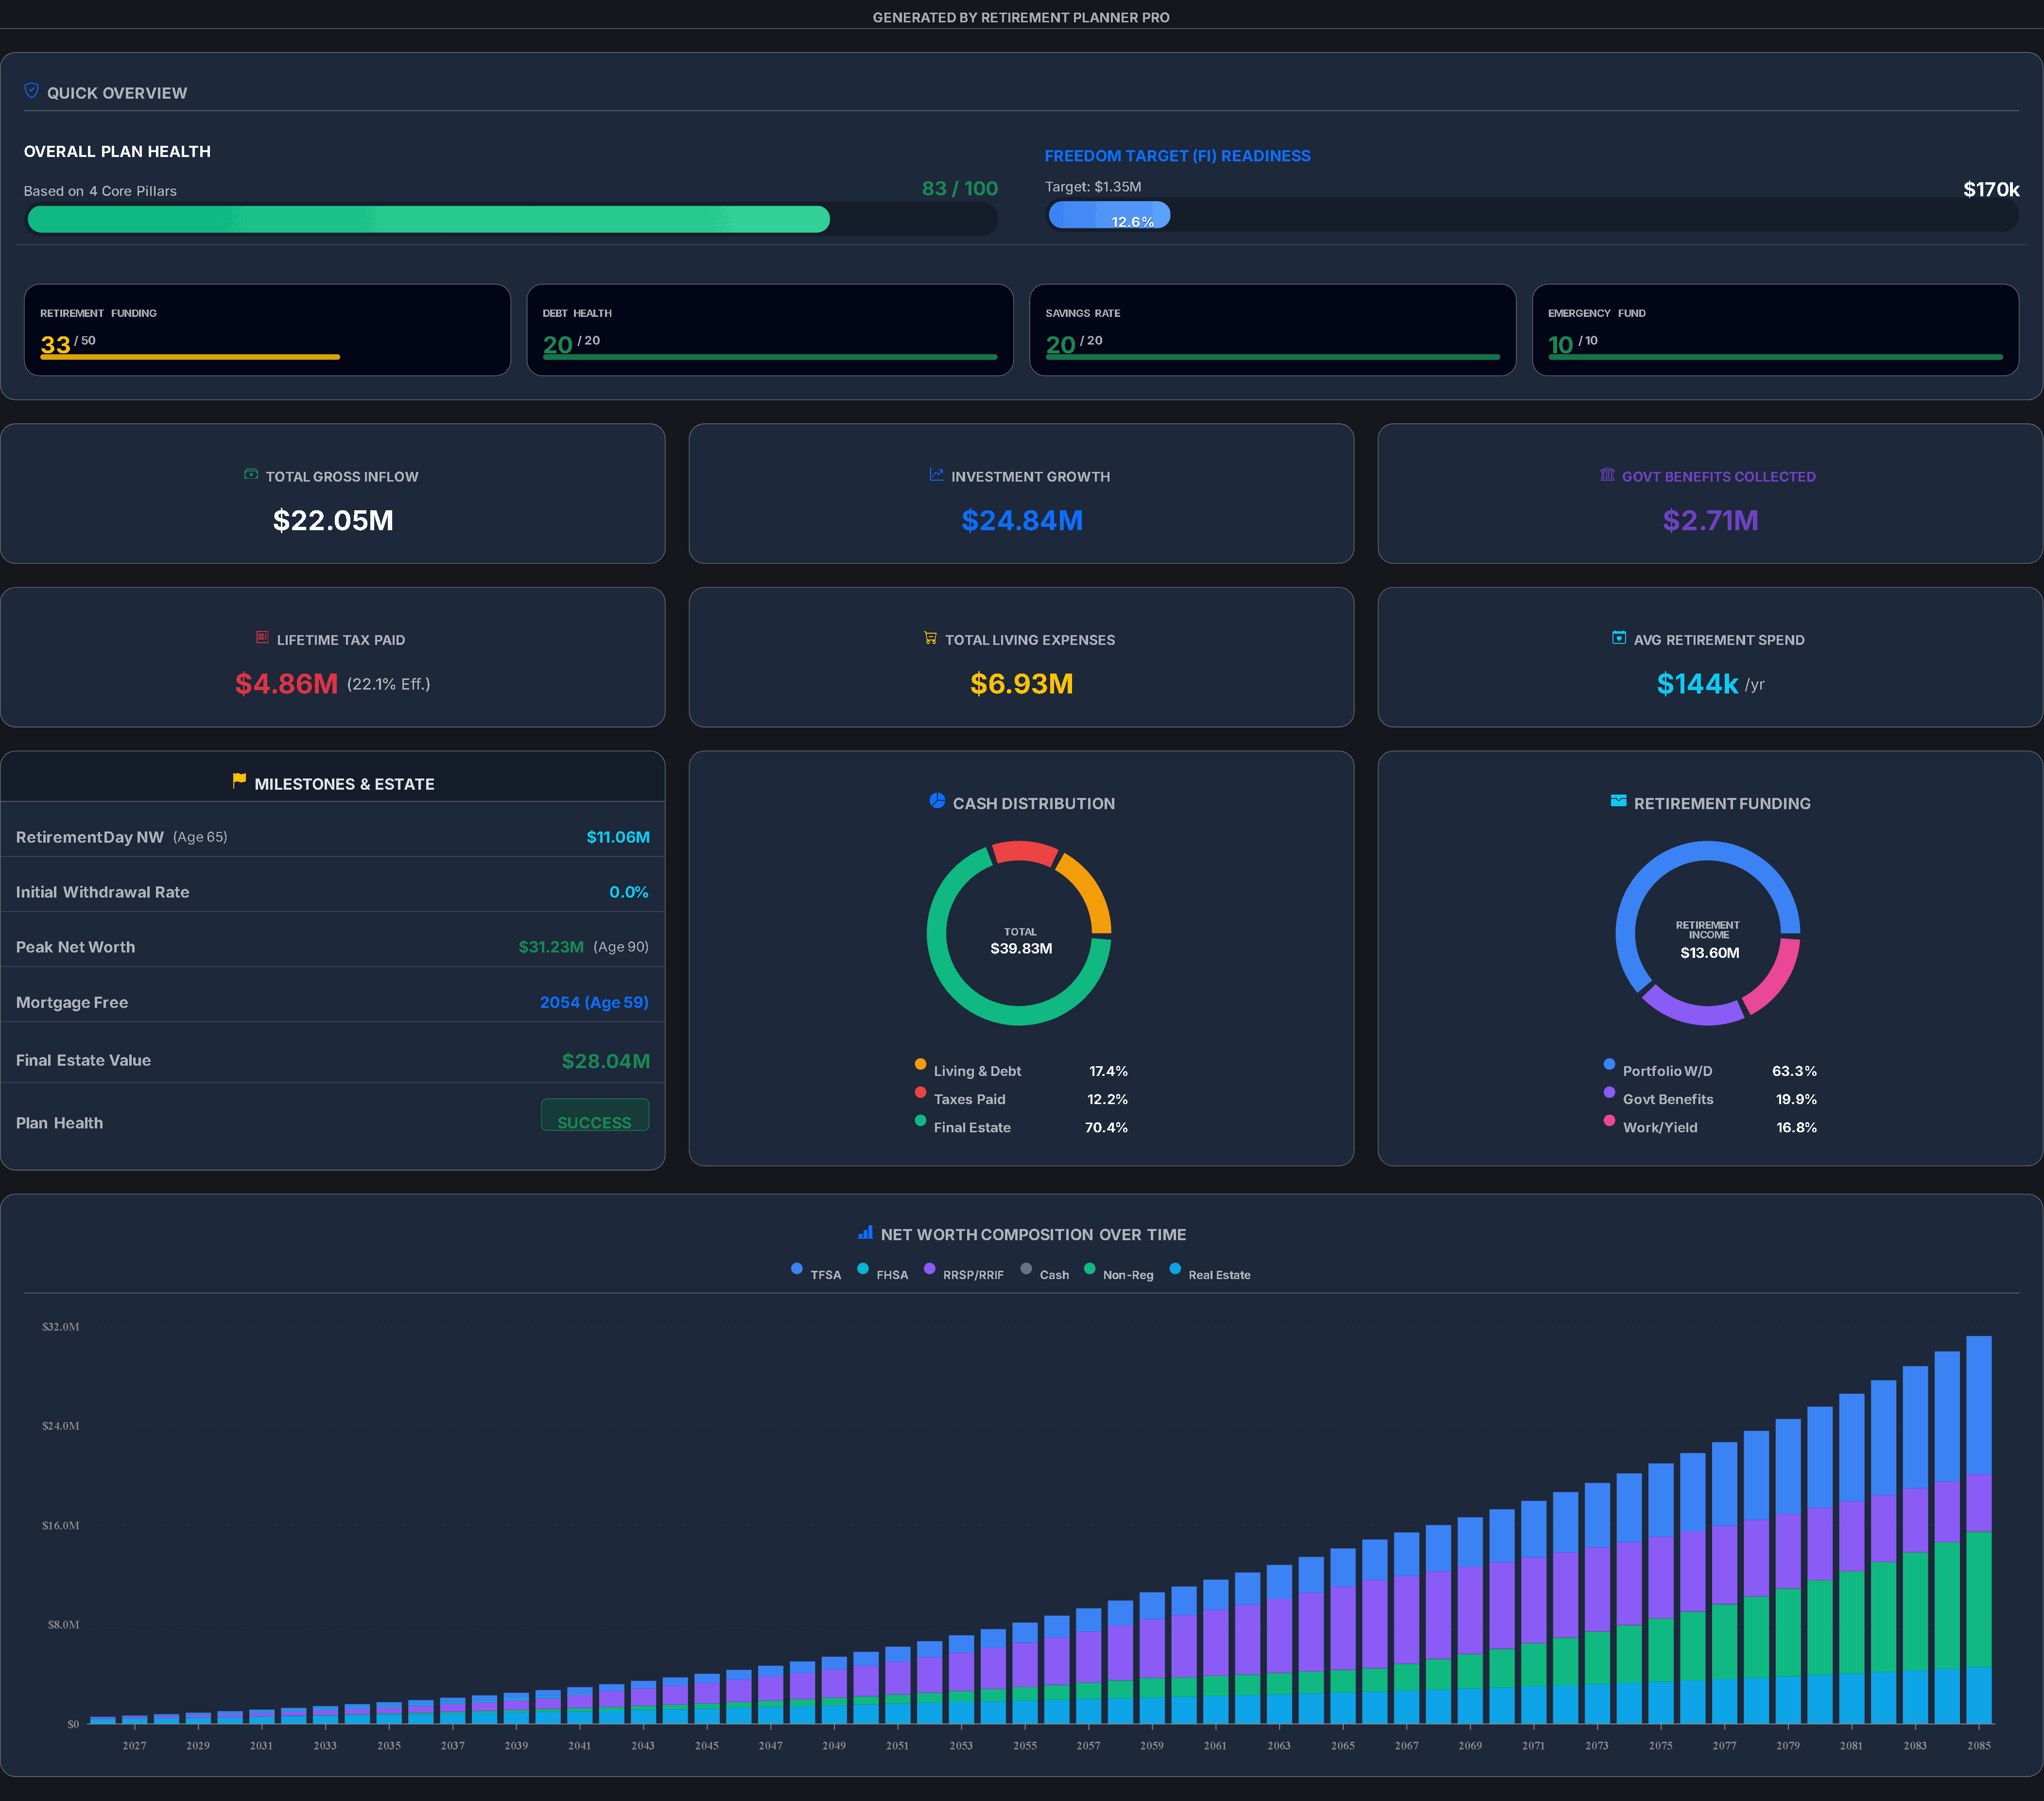 GENERATED BY RETIREMENT PLANNER PRO
QUICK OVERVIEW
OVERALL PLAN HEALTH
Based on 4 Core Pillars
83 / 100
FREEDOM TARGET (FI) READINESS
Target: $1.35M
$170k
12.6%
RETIREMENT FUNDING
33 / 50
DEBT HEALTH
20 / 20
SAVINGS RATE
20 / 20
EMERGENCY FUND
10 / 10
TOTAL GROSS INFLOW
$22.05M
INVESTMENT GROWTH
$24.84M
GOVT BENEFITS COLLECTED
$2.71M
LIFETIME TAX PAID
$4.86M (22.1% Eff.)
TOTAL LIVING EXPENSES
$6.93M
AVG RETIREMENT SPEND
$144k /yr
MILESTONES & ESTATE
Retirement Day NW (Age 65) $11.06M
Initial Withdrawal Rate 0.0%
Peak Net Worth $31.23M (Age 90)
Mortgage Free 2054 (Age 59)
Final Estate Value $28.04M
Plan Health SUCCESS
CASH DISTRIBUTION
TOTAL
$39.83M
Living & Debt 17.4%
Taxes Paid 12.2%
Final Estate 70.4%
RETIREMENT FUNDING
RETIREMENT
INCOME
$13.60M
Portfolio W/D 63.3%
Govt Benefits 19.9%
Work/Yield 16.8%
NET WORTH COMPOSITION OVER TIME
TFSA FHSA RRSP/RRIF Cash Non-Reg Real Estate
$32.0M
$24.0M
$16.0M
$8.0M
$0
2027 2029 2031 2033 2035 2037 2039 2041 2043 2045 2047 2049 2051 2053 2055 2057 2059 2061 2063 2065 2067 2069 2071 2073 2075 2077 2079 2081 2083 2085